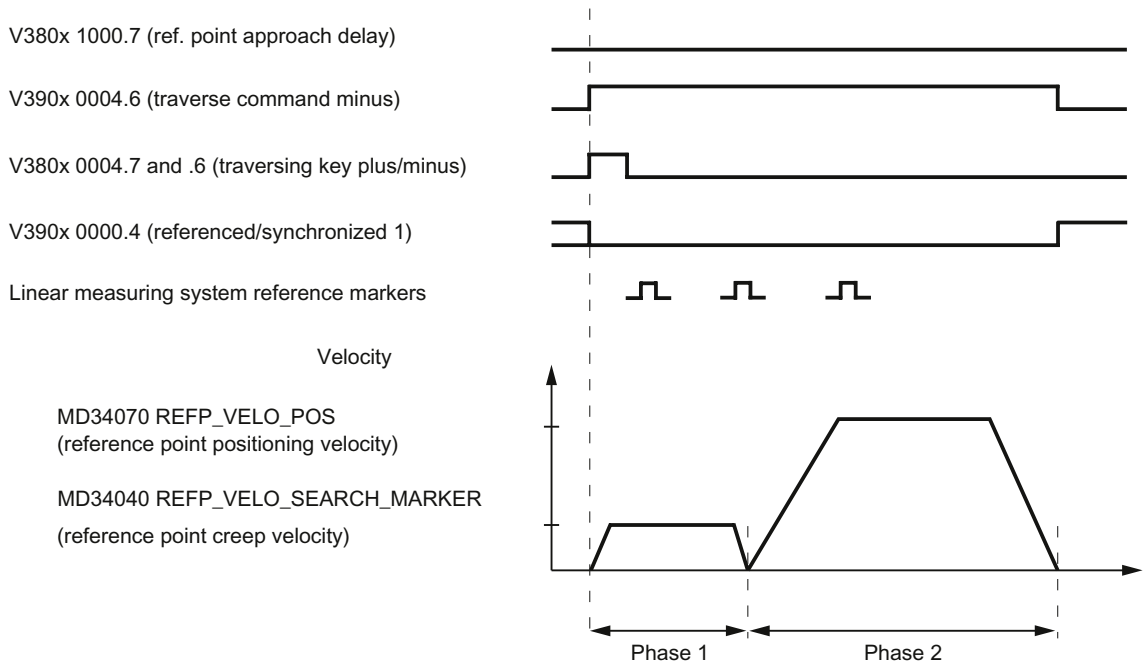 V380x 1000.7 (ref. point approach delay)
V390x 0004.6 (traverse command minus)
V380x 0004.7 and .6 (traversing key plus/minus)
V390x 0000.4 (referenced/synchronized 1)
Linear measuring system reference markers
Velocity
MD34070 REFP_VELO_POS
(reference point positioning velocity)
MD34040 REFP_VELO_SEARCH_MARKER
(reference point creep velocity)
Phase 1
Phase 2